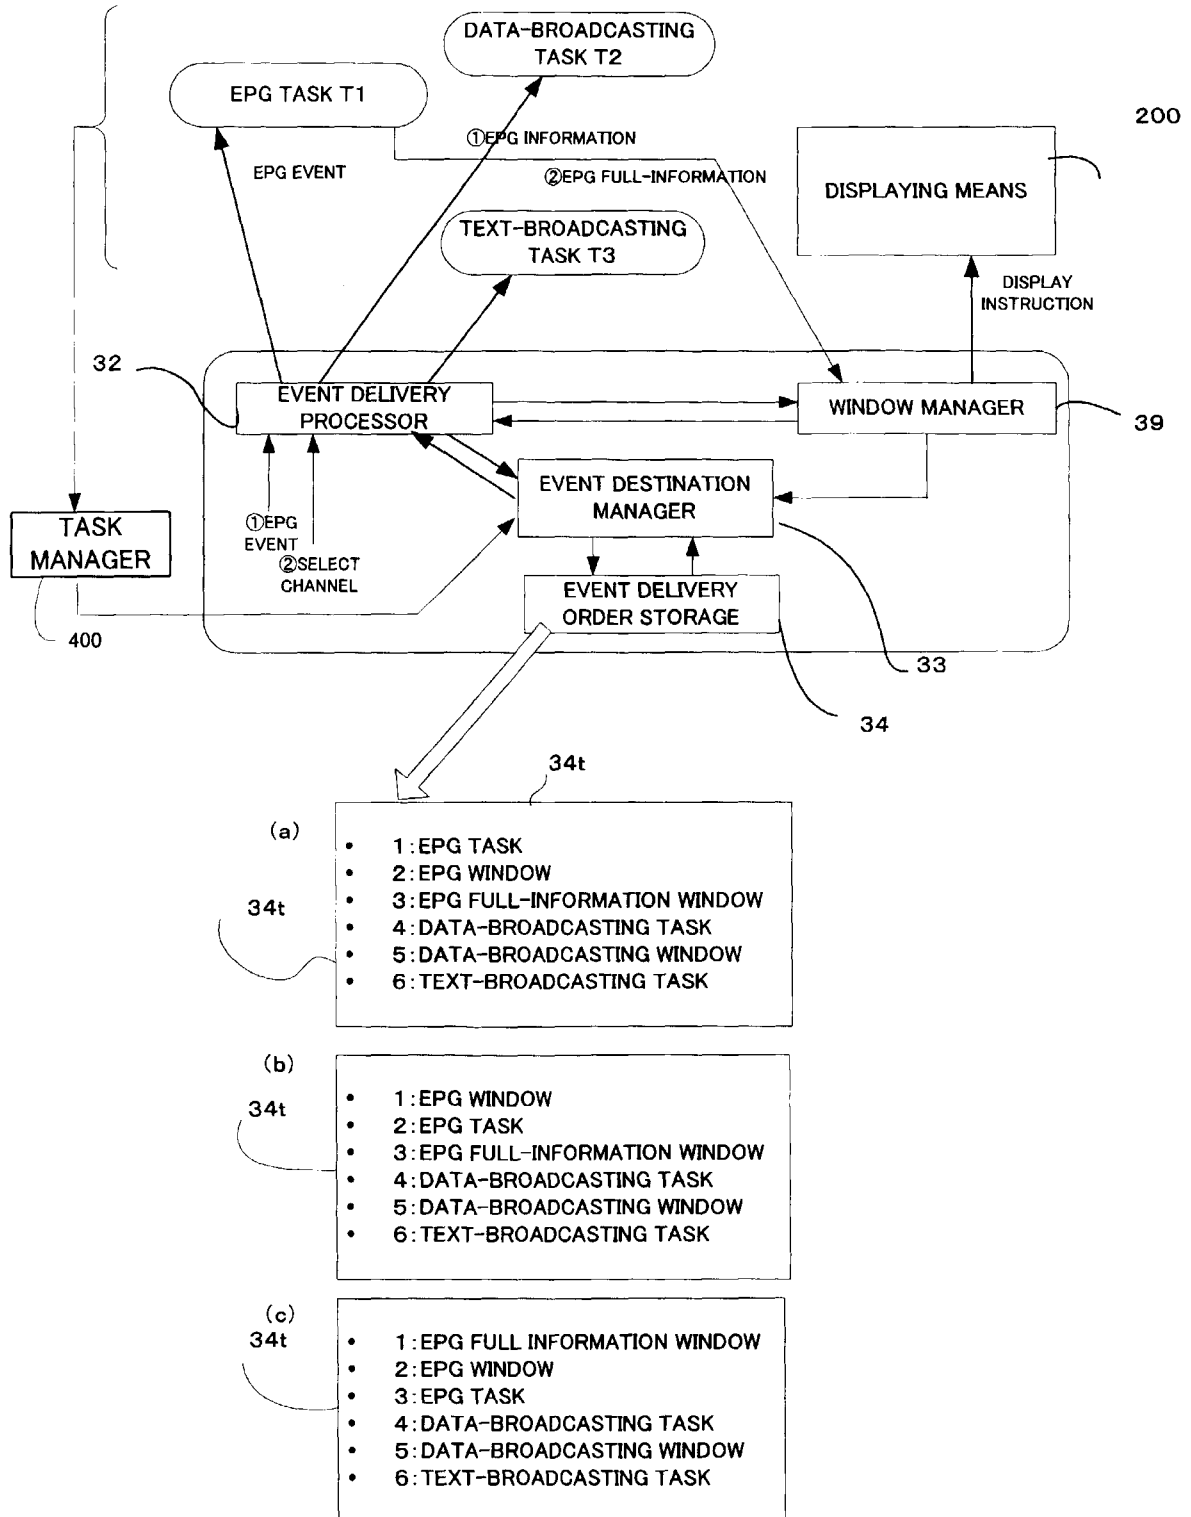 DATA-BROADCASTING
TASK T2
EPG TASK T1
200
①EPG INFORMATION
EPG EVENT
②EPG FULL-INFORMATION
DISPLAYING MEANS
TEXT-BROADCASTING
TASK T3
DISPLAY
INSTRUCTION
32
EVENT DELIVERY
PROCESSOR
WINDOW MANAGER
39
EVENT DESTINATION
MANAGER
TASK
MANAGER
①EPG
EVENT
②SELECT
CHANNEL
EVENT DELIVERY
ORDER STORAGE
400
33
34
34t
(a)
• 1:EPG TASK
• 2:EPG WINDOW
• 3:EPG FULL-INFORMATION WINDOW
34t
• 4:DATA-BROADCASTING TASK
• 5:DATA-BROADCASTING WINDOW
• 6:TEXT-BROADCASTING TASK
(b)
34t
• 1:EPG WINDOW
• 2:EPG TASK
• 3:EPG FULL-INFORMATION WINDOW
• 4:DATA-BROADCASTING TASK
• 5:DATA-BROADCASTING WINDOW
• 6:TEXT-BROADCASTING TASK
(c)
34t
• 1:EPG FULL INFORMATION WINDOW
• 2:EPG WINDOW
• 3:EPG TASK
• 4:DATA-BROADCASTING TASK
• 5:DATA-BROADCASTING WINDOW
• 6:TEXT-BROADCASTING TASK